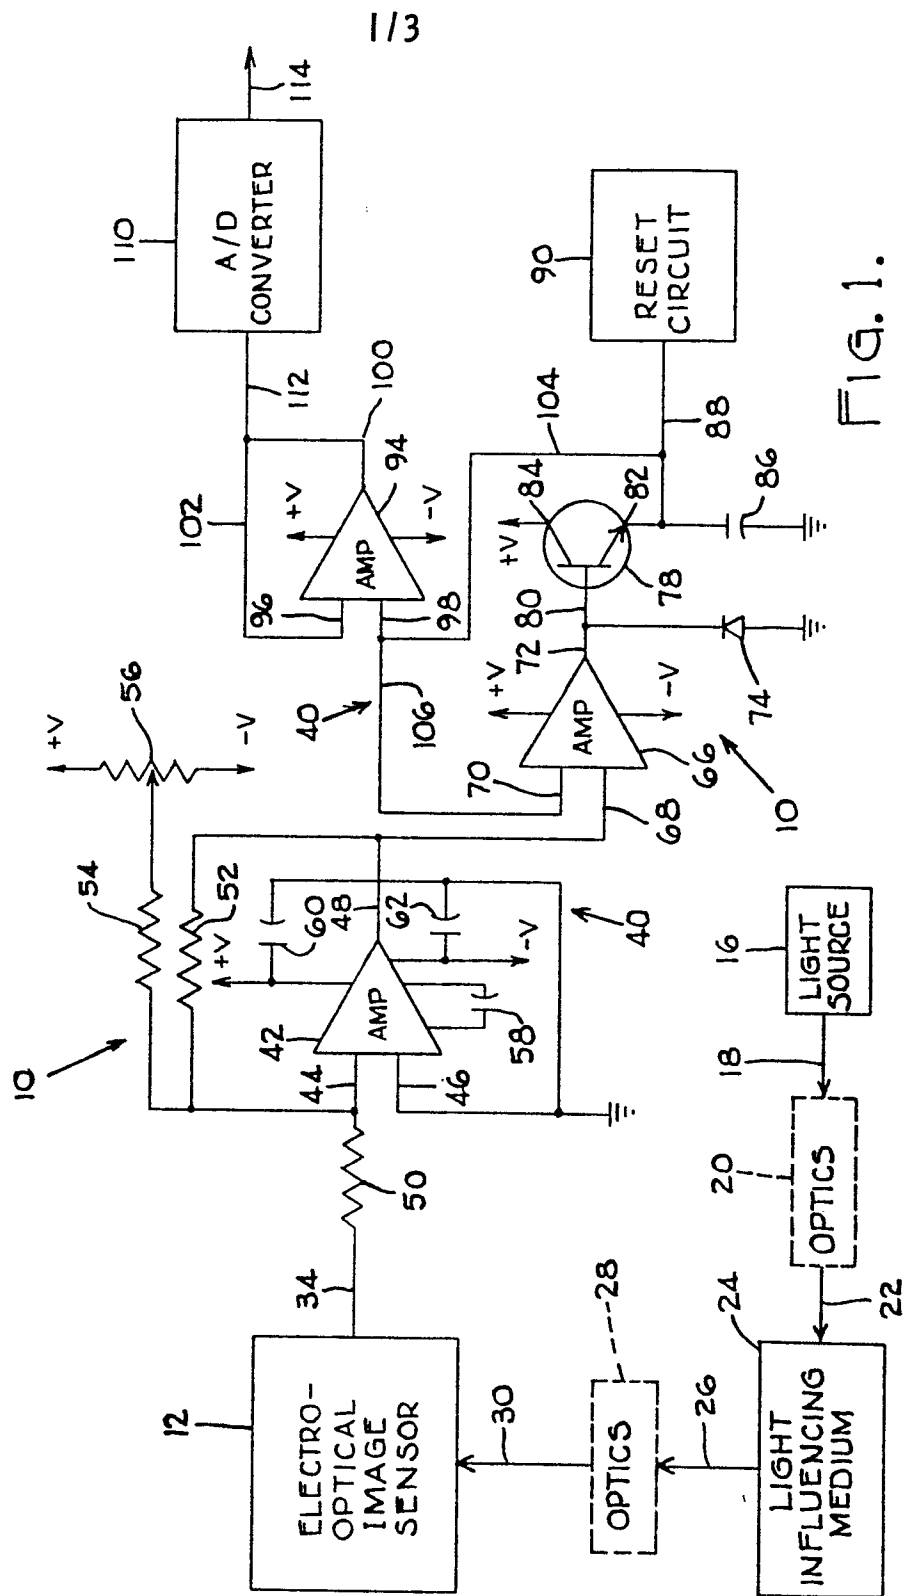 1/3
114
110
A/D
CONVERTER
112
100
102
+V
94
AMP
-V
96
98
104
90
RESET
CIRCUIT
88
84
82
86
+V
78
80
72
74
+V
AMP
-V
66
70
68
106
40
10
FIG. 1.
+V
56
-V
54
52
+V
60
48
62
-V
40
42
AMP
58
44
46
10
50
34
12
ELECTRO-
OPTICAL
IMAGE
SENSOR
30
28
OPTICS
26
24
LIGHT
INFLUENCING
MEDIUM
22
20
OPTICS
18
16
LIGHT
SOURCE